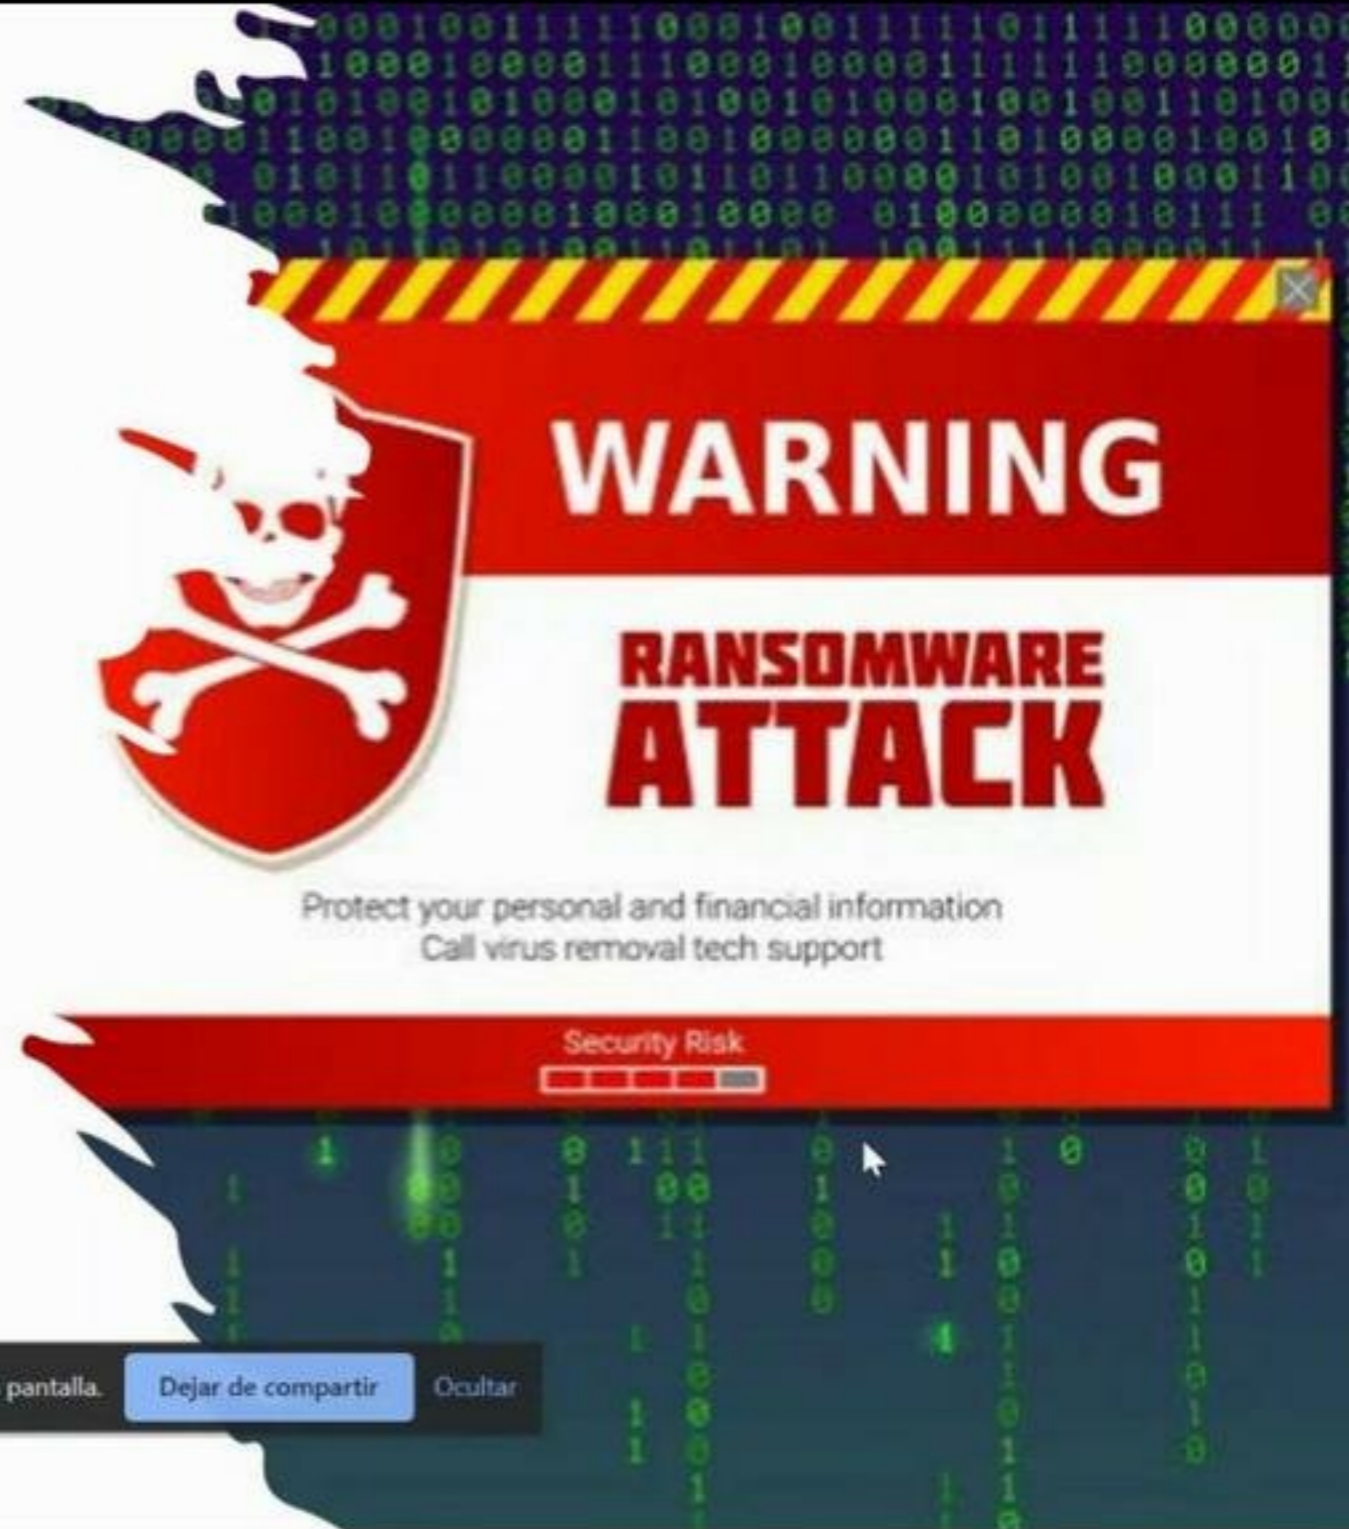 WARNING
RANSOMWARE
ATTACK
Protect your personal and financial information
Call virus removal tech support
Security Risk
pantalla.
Dejar de compartir
Ocultar